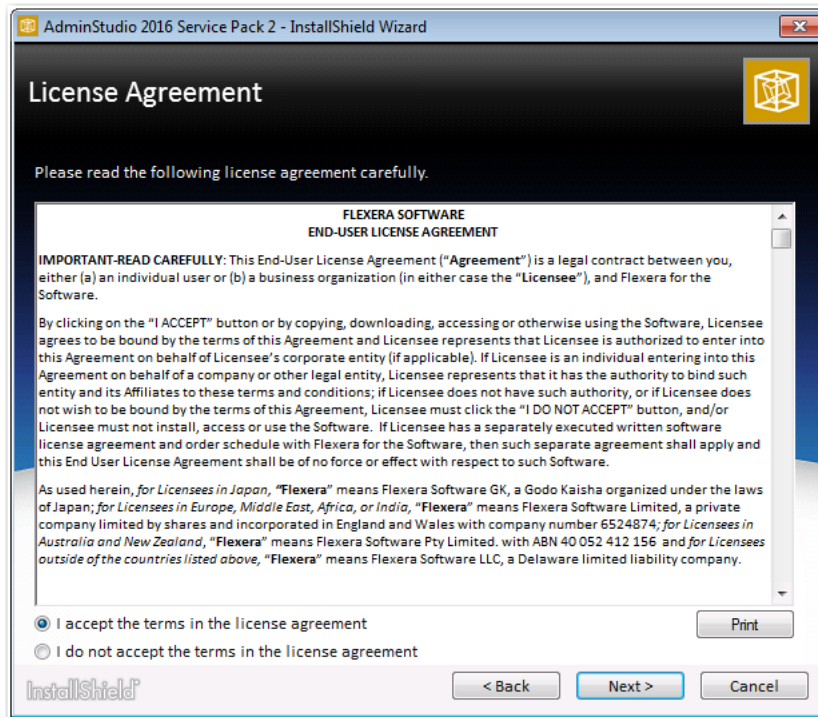 AdminStudio 2016 Service Pack 2 - InstallShield Wizard
License Agreement
Please read the following license agreement carefully.
FLEXERA SOFTWARE
END-USER LICENSE AGREEMENT
IMPORTANT-READ CAREFULLY: This End-User License Agreement (“Agreement”) is a legal contract between you,
either (a) an individual user or (b) a business organization (in either case the “Licensee”), and Flexera for the
Software.
By clicking on the “I ACCEPT” button or by copying, downloading, accessing or otherwise using the Software, Licensee
agrees to be bound by the terms of this Agreement and Licensee represents that Licensee is authorized to enter into
this Agreement on behalf of Licensee’s corporate entity (if applicable). If Licensee is an individual entering into this
Agreement on behalf of a company or other legal entity, Licensee represents that it has the authority to bind such
entity and its Affiliates to these terms and conditions; if Licensee does not have such authority, or if Licensee does
not wish to be bound by the terms of this Agreement, Licensee must click the “I DO NOT ACCEPT” button, and/or
Licensee must not install, access or use the Software. If Licensee has a separately executed written software
license agreement and order schedule with Flexera for the Software, then such separate agreement shall apply and
this End User License Agreement shall be of no force or effect with respect to such Software.
As used herein, for Licensees in Japan, “Flexera” means Flexera Software GK, a Godo Kaisha organized under the laws
of Japan; for Licensees in Europe, Middle East, Africa, or India, “Flexera” means Flexera Software Limited, a private
company limited by shares and incorporated in England and Wales with company number 6524874; for Licensees in
Australia and New Zealand, “Flexera” means Flexera Software Pty Limited. with ABN 40 052 412 156 and for Licensees
outside of the countries listed above, “Flexera” means Flexera Software LLC, a Delaware limited liability company.
I accept the terms in the license agreement
Print
I do not accept the terms in the license agreement
InstallShield
< Back
Next >
Cancel